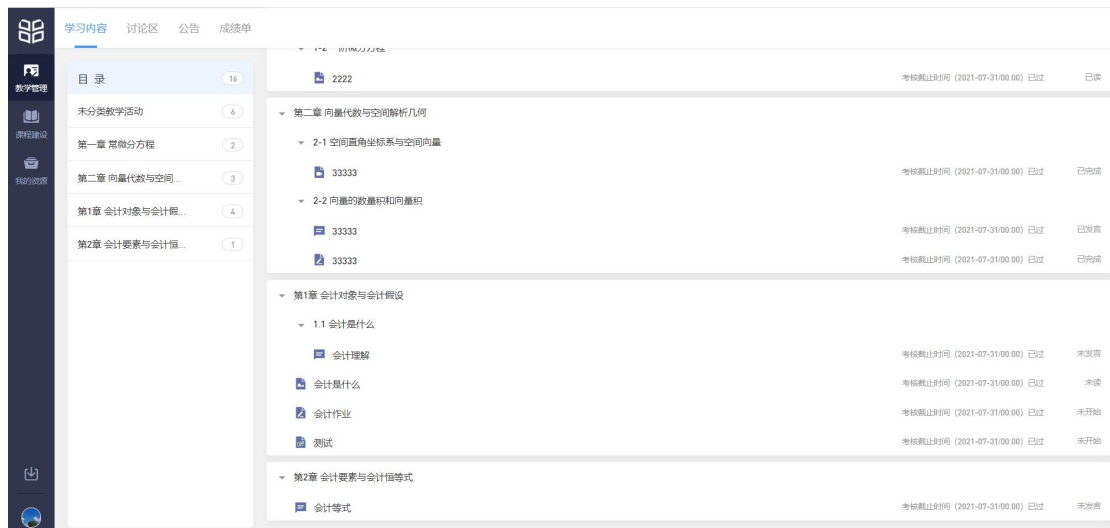 学习内容 讨论区 公告 成绩单
教学管理
课程建设
我的资源
目录 16
未分类教学活动 6
第一章 常微分方程 2
第二章 向量代数与空间... 3
第1章 会计对象与会计假... 4
第2章 会计要素与会计恒... 1
2222 考核截止时间 (2021-07-31/00:00) 已过 已读
第二章 向量代数与空间解析几何
2-1 空间直角坐标系与空间向量
33333 考核截止时间 (2021-07-31/00:00) 已过 已完成
2-2 向量的数量积和向量积
33333 考核截止时间 (2021-07-31/00:00) 已过 已发言
33333 考核截止时间 (2021-07-31/00:00) 已过 已完成
第1章 会计对象与会计假设
1.1 会计是什么
会计理解 考核截止时间 (2021-07-31/00:00) 已过 未发言
会计是什么 考核截止时间 (2021-07-31/00:00) 已过 未读
会计作业 考核截止时间 (2021-07-31/00:00) 已过 未开始
测试 考核截止时间 (2021-07-31/00:00) 已过 未开始
第2章 会计要素与会计恒等式
会计等式 考核截止时间 (2021-07-31/00:00) 已过 未发言